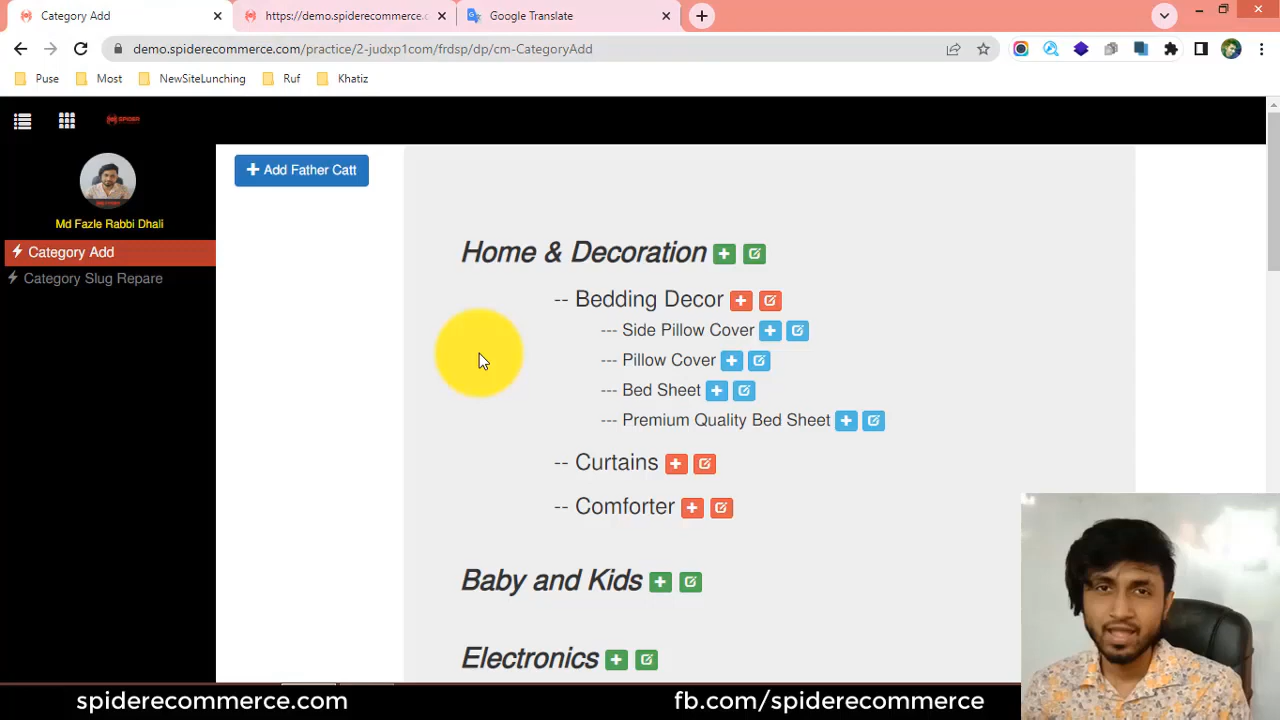 Category Add
https://demo.spiderecommerce.c
Google Translate
demo.spiderecommerce.com/practice/2-judxp1com/frdsp/dp/cm-CategoryAdd
Puse
Most
NewSiteLunching
Ruf
Khatiz
SPIDER
Md Fazle Rabbi Dhali
Category Add
Category Slug Repare
Add Father Catt
Home & Decoration
-- Bedding Decor
--- Side Pillow Cover
--- Pillow Cover
--- Bed Sheet
--- Premium Quality Bed Sheet
-- Curtains
-- Comforter
Baby and Kids
Electronics
spiderecommerce.com
fb.com/spiderecommerce